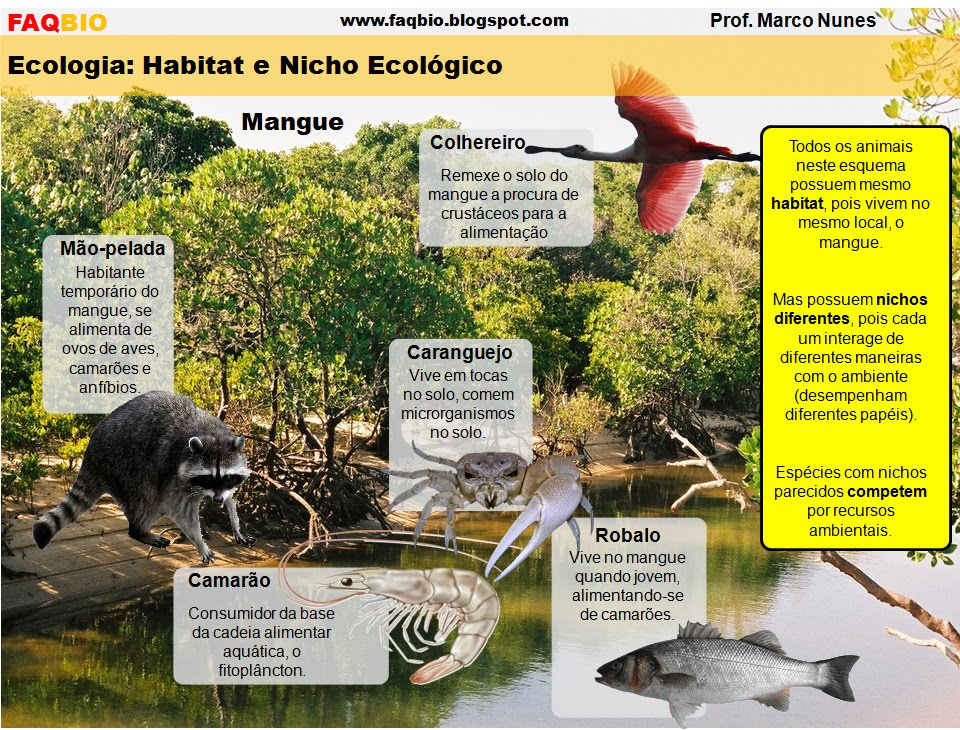 FAQBIO
www.faqbio.blogspot.com
Prof. Marco Nunes
Ecologia: Habitat e Nicho Ecológico
Mangue
Colhereiro
Remexe o solo do
mangue a procura de
crustáceos para a
alimentação
Mão-pelada
Habitante
temporário do
mangue, se
alimenta de
ovos de aves,
camarões e
anfíbios.
Caranguejo
Vive em tocas
no solo, comem
microrganismos
no solo.
Camarão
Consumidor da base
da cadeia alimentar
aquática, o
fitoplâncton.
Robalo
Vive no mangue
quando jovem,
alimentando-se
de camarões.
Todos os animais
neste esquema
possuem mesmo
habitat, pois vivem no
mesmo local, o
mangue.
Mas possuem nichos
diferentes, pois cada
um interage de
diferentes maneiras
com o ambiente
(desempenham
diferentes papéis).
Espécies com nichos
parecidos competem
por recursos
ambientais.